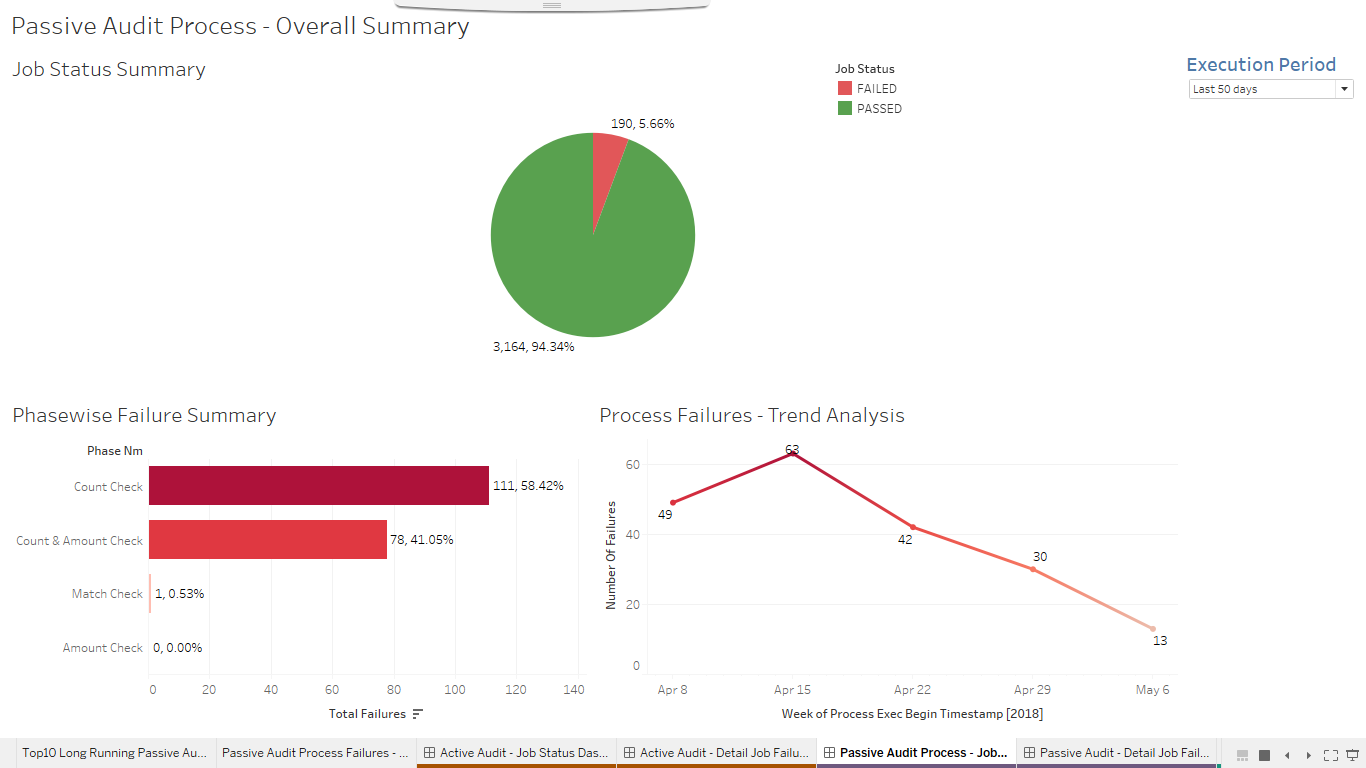 Passive Audit Process - Overall Summary
Job Status Summary
Job Status
FAILED
PASSED
Execution Period
Last 50 days
190, 5.66%
3,164, 94.34%
Phasewise Failure Summary
Phase Nm
Count Check
111, 58.42%
Count & Amount Check
78, 41.05%
Match Check
1, 0.53%
Amount Check
0, 0.00%
0 20 40 60 80 100 120 140
Total Failures
Process Failures - Trend Analysis
Number Of Failures
60
40
20
0
49
63
42
30
13
Apr 8 Apr 15 Apr 22 Apr 29 May 6
Week of Process Exec Begin Timestamp [2018]
Top10 Long Running Passive Au... Passive Audit Process Failures - ... Active Audit - Job Status Das... Active Audit - Detail Job Failu... Passive Audit Process - Job... Passive Audit - Detail Job Fail...